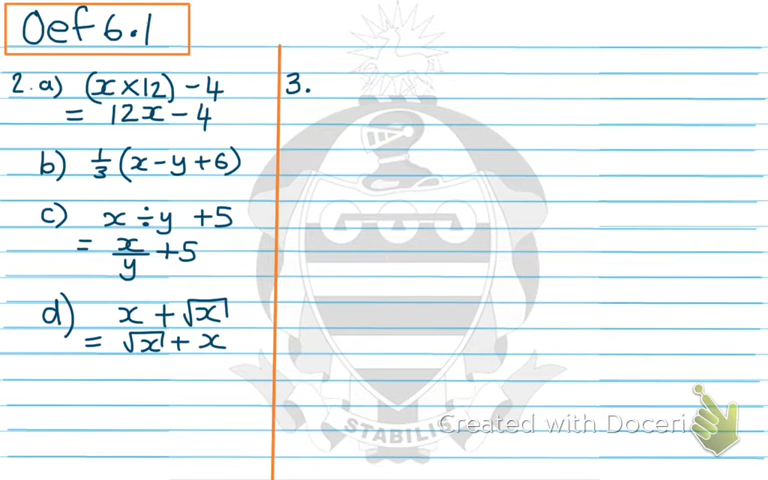 Oef 6.1
2. a) (x × 12) - 4
= 12x - 4
b) 1/3 (x - y + 6)
c) x ÷ y + 5
= x/y + 5
d) x + √x
= √x + x
3.
STABILI
Created with Doceri